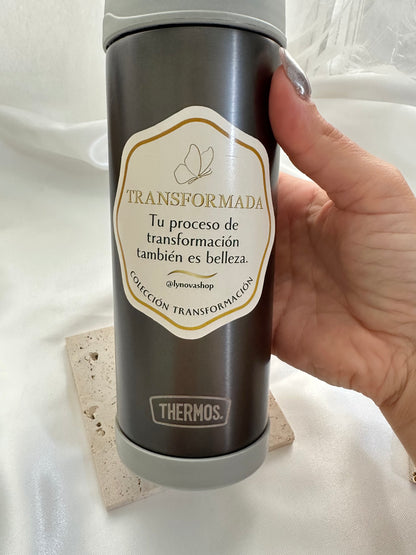 TRANSFORMADA
Tu proceso de
transformación
también es belleza.
@lynovashop
COLECCIÓN TRANSFORMACIÓN
THERMOS.